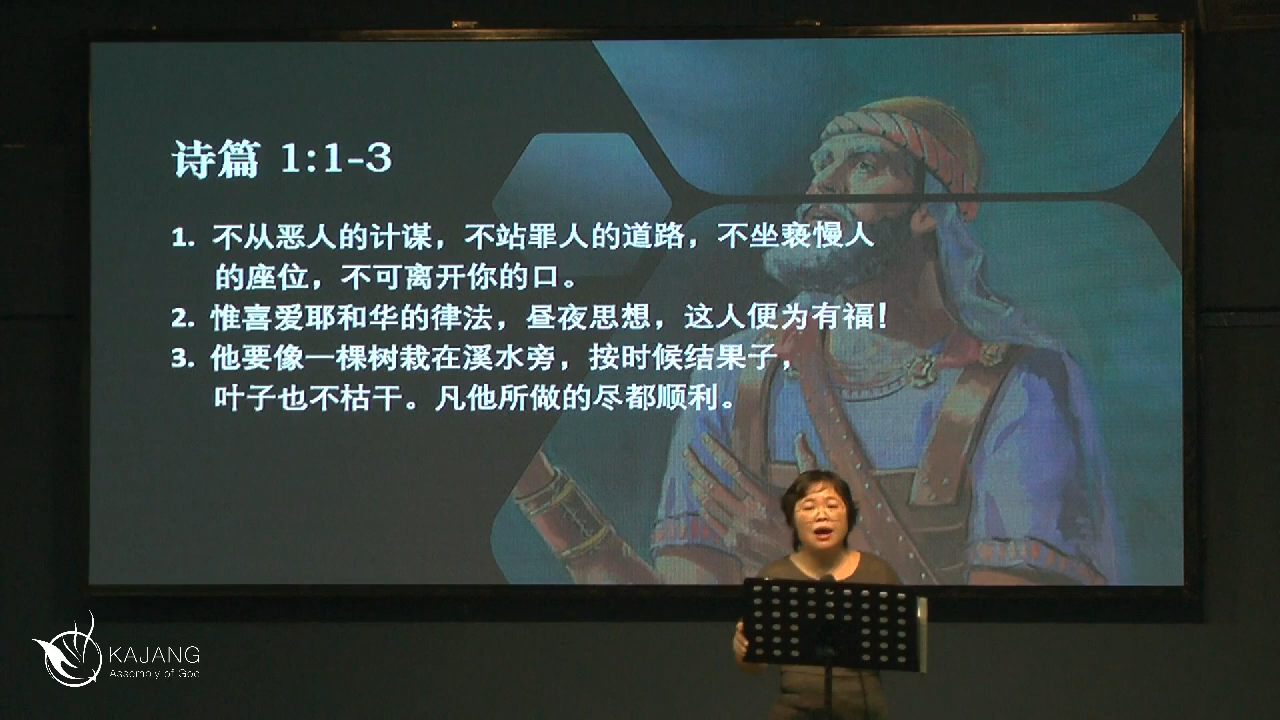 诗篇 1:1-3
1. 不从恶人的计谋，不站罪人的道路，不坐亵慢人
的座位，不可离开你的口。
2. 惟喜爱耶和华的律法，昼夜思想，这人便为有福！
3. 他要像一棵树栽在溪水旁，按时候结果子，
叶子也不枯干。凡他所做的尽都顺利。
KAJANG
Assembly of God